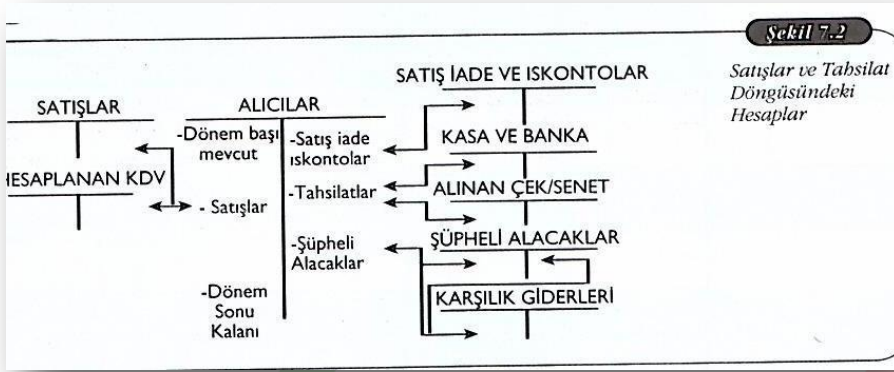 Şekil 7.2
Satışlar ve Tahsilat
Döngüsündeki
Hesaplar
SATIŞLAR
HESAPLANAN KDV
ALICILAR
-Dönem başı
mevcut
- Satışlar
-Dönem
Sonu
Kalanı
-Satış iade
ıskontolar
-Tahsilatlar
-Şüpheli
Alacaklar
SATIŞ İADE VE ISKONTOLAR
KASA VE BANKA
ALINAN ÇEK/SENET
ŞÜPHELİ ALACAKLAR
KARŞILIK GİDERLERİ